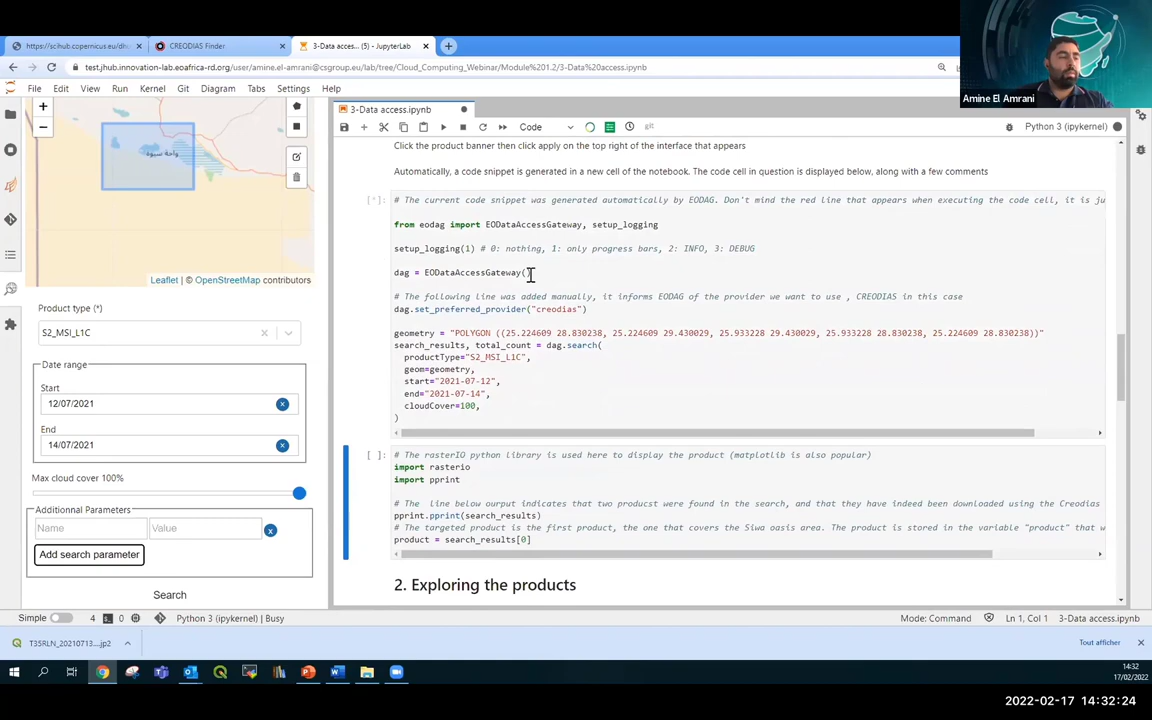 https://scihub.copernicus.eu/dh
CREODIAS Finder
3-Data acces... (5) - JupyterLab
test.jhub.innovation-lab.eoafrica-rd.org/user/amine.el-amrani@csgroup.eu/lab/tree/Cloud_Computing_Webinar/Module%201.2/3-Data%20access.ipynb
Amine El Amrani
File Edit View Run Kernel Git Diagram Tabs Settings Help
3-Data access.ipynb
Code
git
Python 3 (ipykernel)
واحة سيوة
Leaflet | © OpenStreetMap contributors
Product type (*)
S2_MSI_L1C
Date range
Start
12/07/2021
End
14/07/2021
Max cloud cover 100%
Additionnal Parameters
Name Value
Add search parameter
Search
Click the product banner then click apply on the top right of the interface that appears
Automatically, a code snippet is generated in a new cell of the notebook. The code cell in question is displayed below, along with a few comments
[*]:
# The current code snippet was generated automatically by EODAG. Don't mind the red line that appears when executing the code cell, it is ju
from eodag import EODataAccessGateway, setup_logging
setup_logging(1) # 0: nothing, 1: only progress bars, 2: INFO, 3: DEBUG
dag = EODataAccessGateway()
# The following line was added manually, it informs EODAG of the provider we want to use , CREODIAS in this case
dag.set_preferred_provider("creodias")
geometry = "POLYGON ((25.224609 28.830238, 25.224609 29.430029, 25.933228 29.430029, 25.933228 28.830238, 25.224609 28.830238))"
search_results, total_count = dag.search(
productType="S2_MSI_L1C",
geom=geometry,
start="2021-07-12",
end="2021-07-14",
cloudCover=100,
)
[ ]:
# The rasterIO python library is used here to display the product (matplotlib is also popular)
import rasterio
import pprint
# The line below ourput indicates that two producst were found in the search, and that they have indeed been downloaded using the Creodias
pprint.pprint(search_results)
# The targeted product is the first product, the one that covers the Siwa oasis area. The product is stored in the variable "product" that w
product = search_results[0]
2. Exploring the products
Simple 4 0 Python 3 (ipykernel) | Busy
Mode: Command Ln 1, Col 1 3-Data access.ipynb
T35RLN_20210713....jp2
Tout afficher
14:32
17/02/2022
2022-02-17 14:32:24